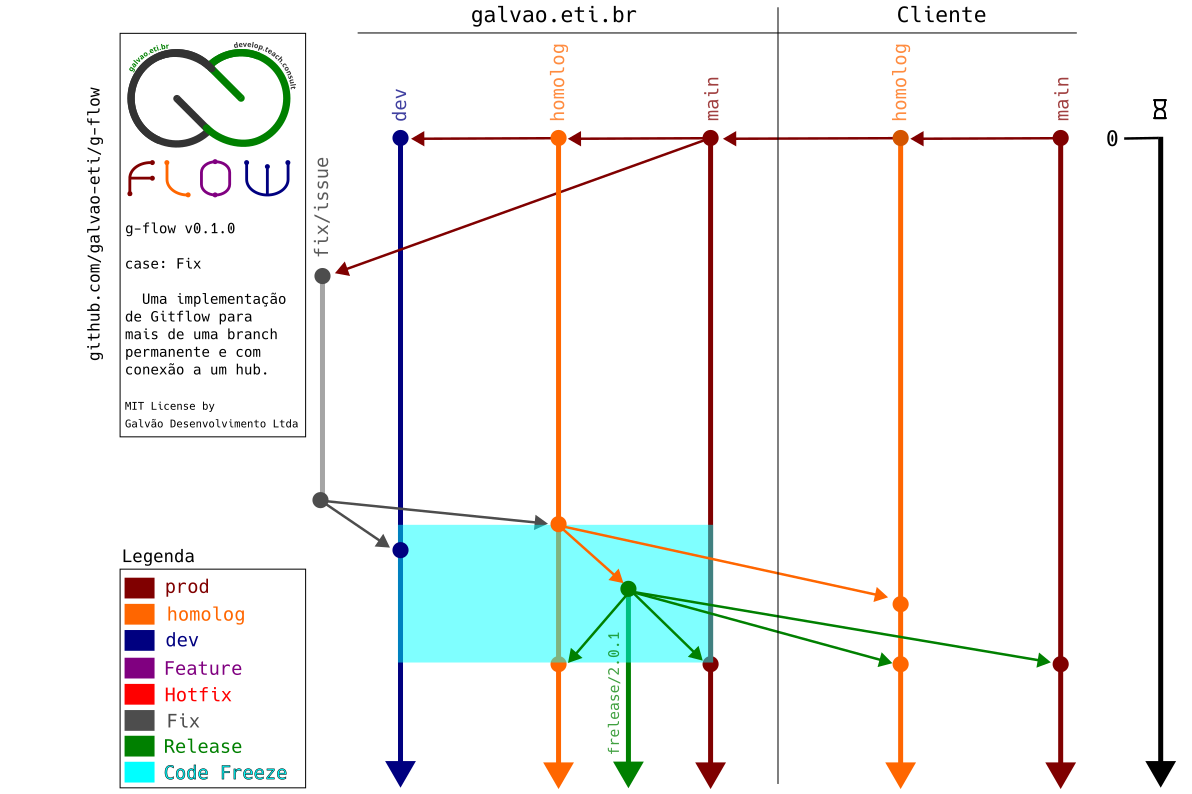 galvao.eti.br
Cliente
github.com/galvao-eti/g-flow
galvao.eti.br
develop.teach.consult
FLOW
g-flow v0.1.0
case: Fix
Uma implementação
de Gitflow para
mais de uma branch
permanente e com
conexão a um hub.
MIT License by
Galvão Desenvolvimento Ltda
fix/issue
dev
homolog
main
homolog
main
0
frelease/2.0.1
Legenda
prod
homolog
dev
Feature
Hotfix
Fix
Release
Code Freeze